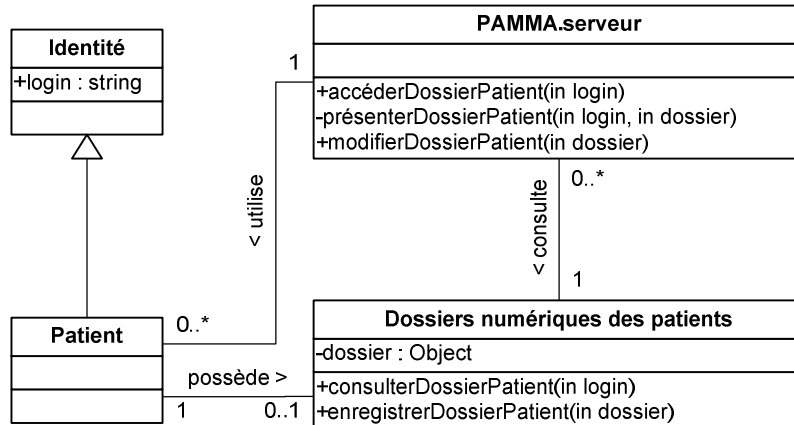 Identité
+login : string
PAMMA.serveur
+accéderDossierPatient(in login)
-présenterDossierPatient(in login, in dossier)
+modifierDossierPatient(in dossier)
1
< utilise
0..*
0..*
< consulte
1
Patient
possède >
1
0..1
Dossiers numériques des patients
-dossier : Object
+consulterDossierPatient(in login)
+enregistrerDossierPatient(in dossier)